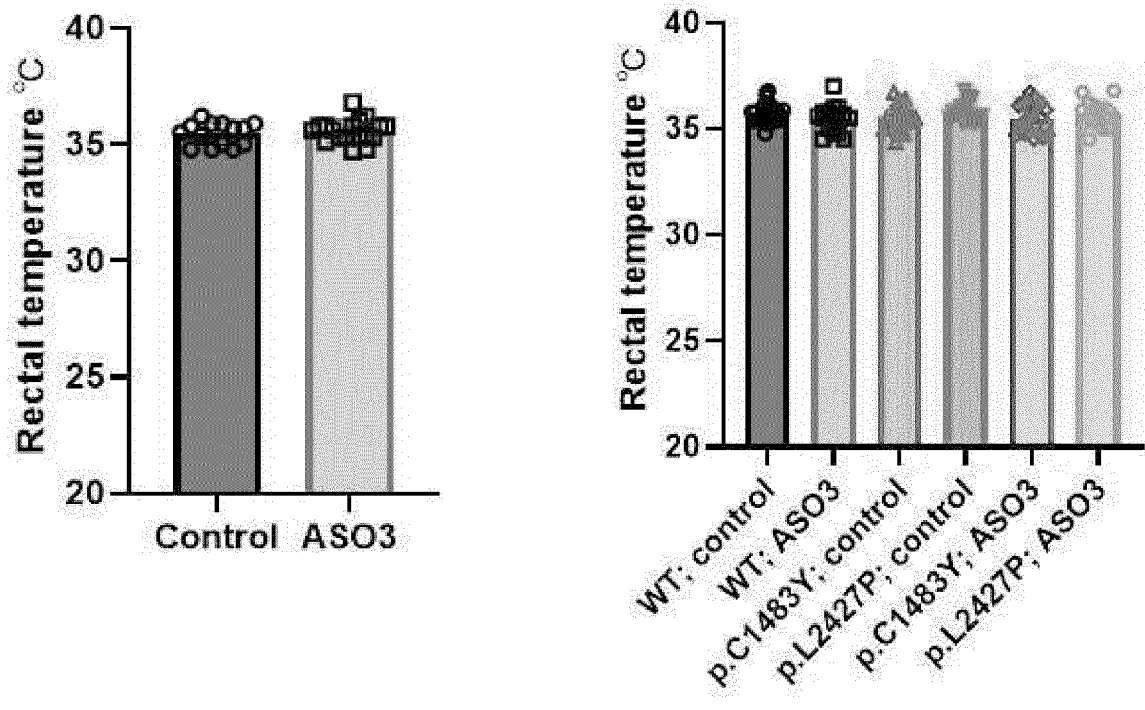 Rectal temperature °C
40
35
30
25
20
Control ASO3
Rectal temperature °C
40
35
30
25
20
WT; control
WT; ASO3
p.C1483Y; control
p.L2427P; control
p.C1483Y; ASO3
p.L2427P; ASO3